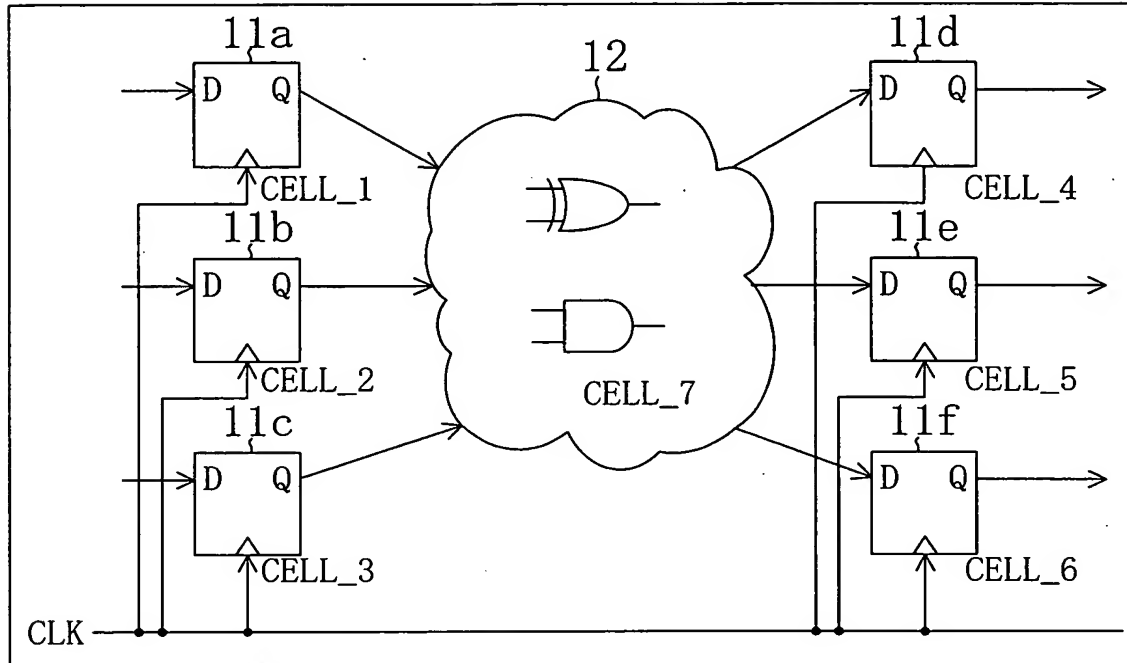 11a
D Q
CELL_1
11b
D Q
CELL_2
11c
D Q
CELL_3
12
CELL_7
11d
D Q
CELL_4
11e
D Q
CELL_5
11f
D Q
CELL_6
CLK